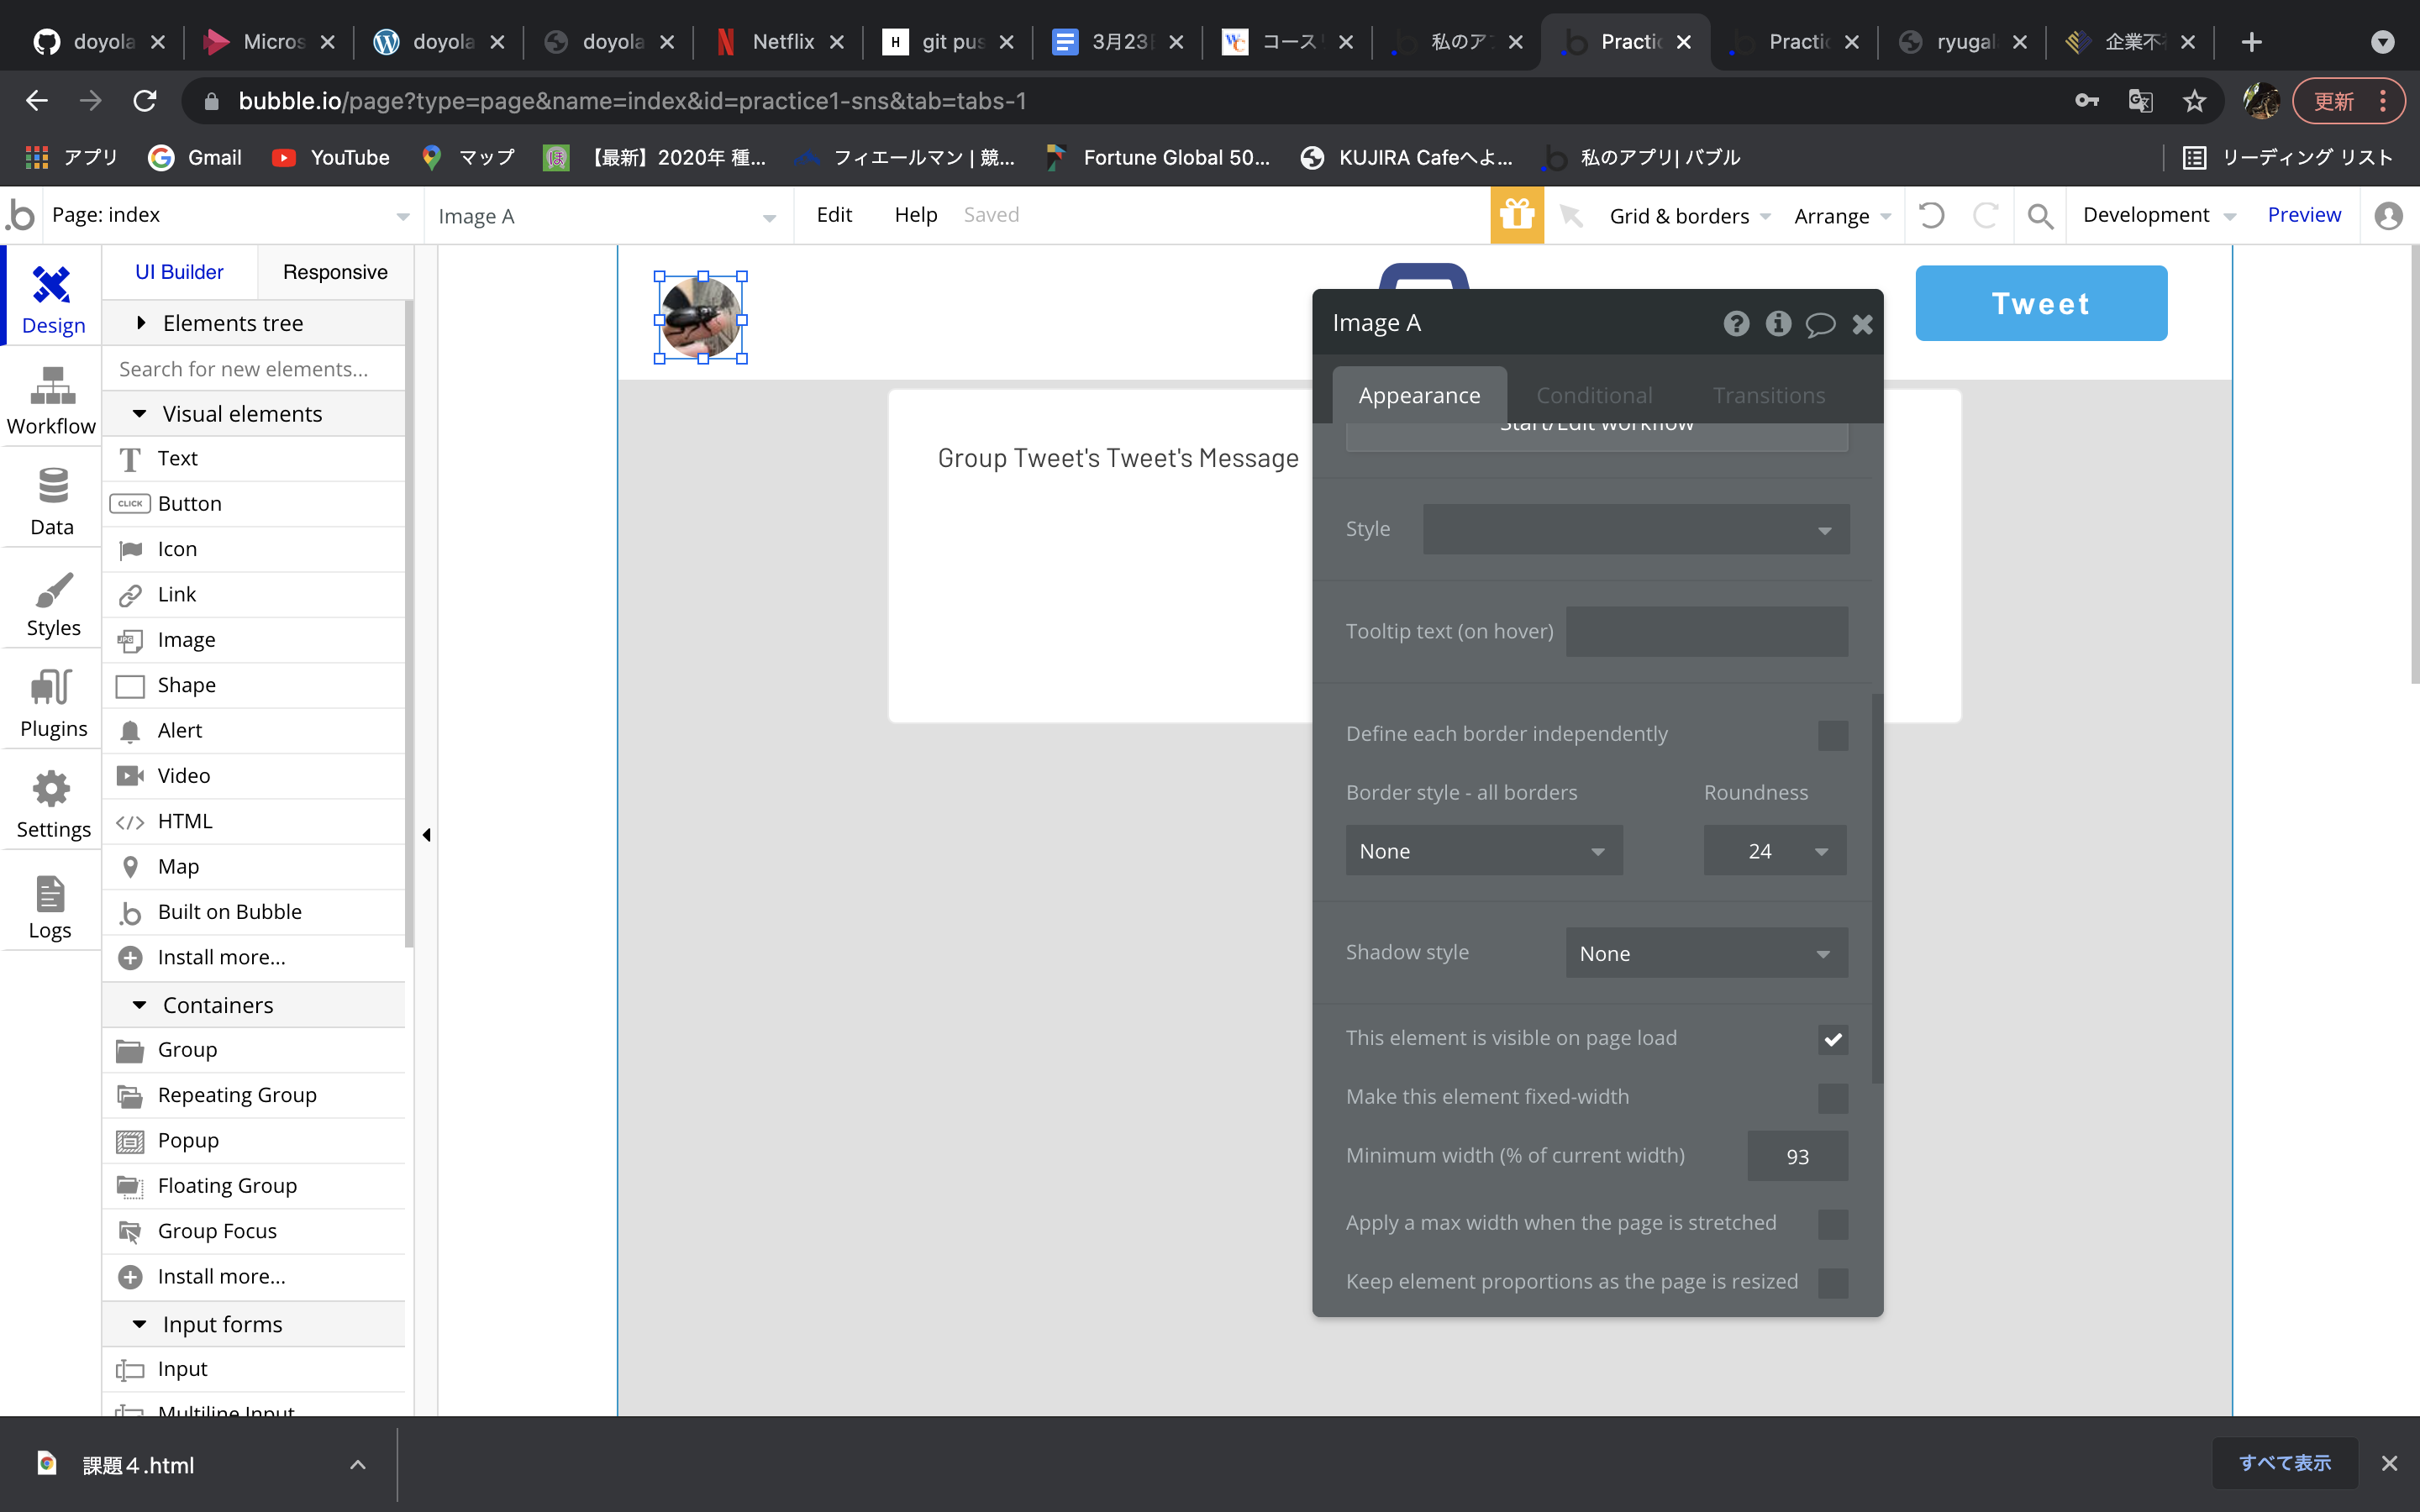 doyola
Micros
doyola
doyola
Netflix
git pus
3月23日
コース
私のア
Practic
Practic
ryugal
企業不
bubble.io/page?type=page&name=index&id=practice1-sns&tab=tabs-1
更新
アプリ
Gmail
YouTube
マップ
【最新】2020年 種...
フィエールマン | 競...
Fortune Global 50...
KUJIRA Cafeへよ...
私のアプリ| バブル
リーディング リスト
Page: index
Image A
Edit
Help
Saved
Grid & borders
Arrange
Development
Preview
Design
Workflow
Data
Styles
Plugins
Settings
Logs
UI Builder
Responsive
Elements tree
Search for new elements...
Visual elements
Text
CLICK
Button
Icon
Link
Image
Shape
Alert
Video
HTML
Map
Built on Bubble
Install more...
Containers
Group
Repeating Group
Popup
Floating Group
Group Focus
Install more...
Input forms
Input
Multiline Input
Tweet
Group Tweet's Tweet's Message
Image A
Appearance
Conditional
Transitions
Start/Edit workflow
Style
Tooltip text (on hover)
Define each border independently
Border style - all borders
Roundness
None
24
Shadow style
None
This element is visible on page load
Make this element fixed-width
Minimum width (% of current width)
93
Apply a max width when the page is stretched
Keep element proportions as the page is resized
課題４.html
すべて表示